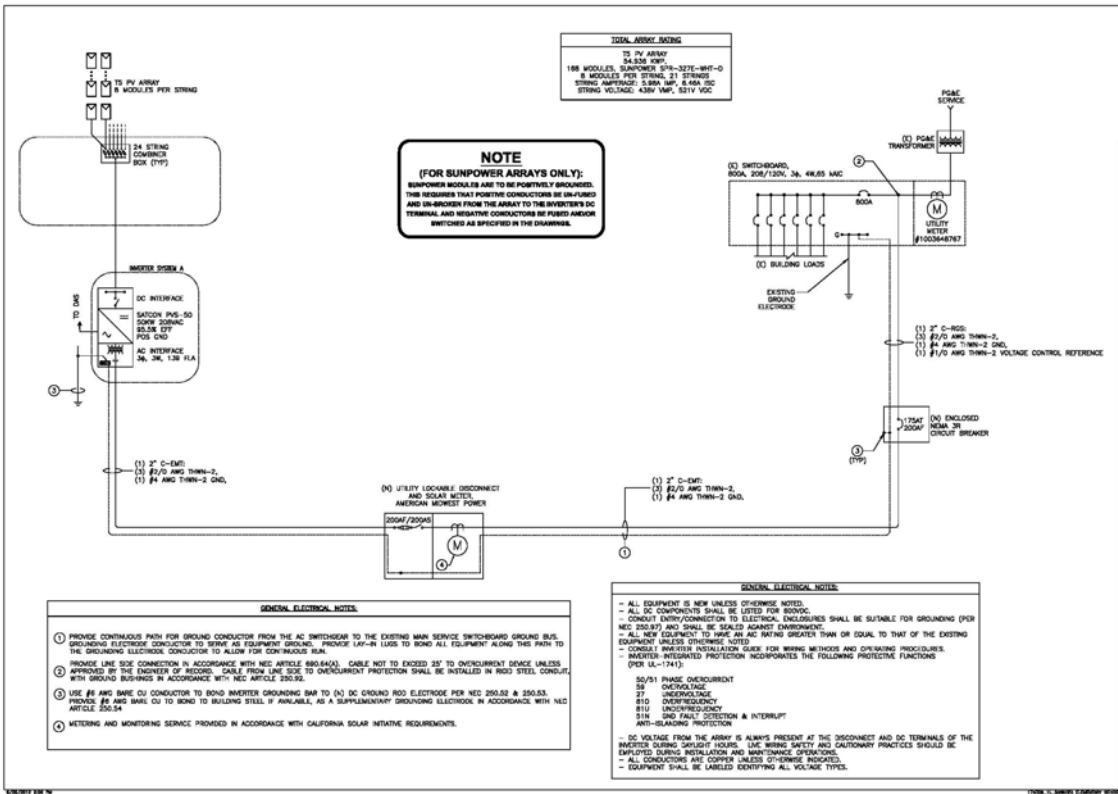 TOTAL ARRAY RATING
T5 PV ARRAY
54.936 KWP,
168 MODULES, SUNPOWER SPR-327E-WHT-D
8 MODULES PER STRING, 21 STRINGS
STRING AMPERAGE: 5.98A IMP, 6.46A ISC
STRING VOLTAGE: 438V VMP, 521V VOC
T5 PV ARRAY
8 MODULES PER STRING
24 STRING
COMBINER
BOX (TYP)
NOTE
(FOR SUNPOWER ARRAYS ONLY):
SUNPOWER MODULES ARE TO BE POSITIVELY GROUNDED.
THIS REQUIRES THAT POSITIVE CONDUCTORS BE UN-FUSED
AND UN-BROKEN FROM THE ARRAY TO THE INVERTER'S DC
TERMINAL AND NEGATIVE CONDUCTORS BE FUSED AND/OR
SWITCHED AS SPECIFIED IN THE DRAWINGS.
PG&E
SERVICE
(E) PG&E
TRANSFORMER
2
(E) SWITCHBOARD,
800A, 208/120V, 3ϕ, 4W,65 kAIC
800A
M
UTILITY
METER
#1003648767
G
(E) BUILDING LOADS
EXISTING
GROUND
ELECTRODE
INVERTER SYSTEM A
DC INTERFACE
TO DAS
SATCON PVS-50
50KW 208VAC
95.5% EFF
POS GND
AC INTERFACE
3ϕ, 3W, 139 FLA
3
(1) 2" C-RGS:
(3) #2/0 AWG THWN-2,
(1) #4 AWG THWN-2 GND,
(1) #1/0 AWG THWN-2 VOLTAGE CONTROL REFERENCE
175AT
200AF
(N) ENCLOSED
NEMA 3R
CIRCUIT BREAKER
3
(TYP)
(1) 2" C-EMT:
(3) #2/0 AWG THWN-2,
(1) #4 AWG THWN-2 GND,
(N) UTILITY LOCKABLE DISCONNECT
AND SOLAR METER,
AMERICAN MIDWEST POWER
200AF/200AS
M
4
(1) 2" C-EMT:
(3) #2/0 AWG THWN-2,
(1) #4 AWG THWN-2 GND,
1
GENERAL ELECTRICAL NOTES:
1 PROVIDE CONTINUOUS PATH FOR GROUND CONDUCTOR FROM THE AC SWITCHGEAR TO THE EXISTING MAIN SERVICE SWITCHBOARD GROUND BUS.
GROUNDING ELECTRODE CONDUCTOR TO SERVE AS EQUIPMENT GROUND. PROVIDE LAY-IN LUGS TO BOND ALL EQUIPMENT ALONG THIS PATH TO
THE GROUNDING ELECTRODE CONDUCTOR TO ALLOW FOR CONTINUOUS RUN.
2 PROVIDE LINE SIDE CONNECTION IN ACCORDANCE WITH NEC ARTICLE 690.64(A). CABLE NOT TO EXCEED 25' TO OVERCURRENT DEVICE UNLESS
APPROVED BY THE ENGINEER OF RECORD. CABLE FROM LINE SIDE TO OVERCURRENT PROTECTION SHALL BE INSTALLED IN RIGID STEEL CONDUIT,
WITH GROUND BUSHINGS IN ACCORDANCE WITH NEC ARTICLE 250.92.
3 USE #6 AWG BARE CU CONDUCTOR TO BOND INVERTER GROUNDING BAR TO (N) DC GROUND ROD ELECTRODE PER NEC 250.52 & 250.53.
PROVIDE #6 AWG BARE CU TO BOND TO BUILDING STEEL IF AVAILABLE, AS A SUPPLEMENTARY GROUNDING ELECTRODE IN ACCORDANCE WITH NEC
ARTICLE 250.54
4 METERING AND MONITORING SERVICE PROVIDED IN ACCORDANCE WITH CALIFORNIA SOLAR INITIATIVE REQUIREMENTS.
GENERAL ELECTRICAL NOTES:
- ALL EQUIPMENT IS NEW UNLESS OTHERWISE NOTED.
- ALL DC COMPONENTS SHALL BE LISTED FOR 600VDC.
- CONDUIT ENTRY/CONNECTION TO ELECTRICAL ENCLOSURES SHALL BE SUITABLE FOR GROUNDING (PER
NEC 250.97) AND SHALL BE SEALED AGAINST ENVIRONMENT.
- ALL NEW EQUIPMENT TO HAVE AN AIC RATING GREATER THAN OR EQUAL TO THAT OF THE EXISTING
EQUIPMENT UNLESS OTHERWISE NOTED
- CONSULT INVERTER INSTALLATION GUIDE FOR WIRING METHODS AND OPERATING PROCEDURES.
- INVERTER-INTEGRATED PROTECTION INCORPORATES THE FOLLOWING PROTECTIVE FUNCTIONS
(PER UL-1741):
50/51 PHASE OVERCURRENT
59 OVERVOLTAGE
27 UNDERVOLTAGE
81O OVERFREQUENCY
81U UNDERFREQUENCY
51N GND FAULT DETECTION & INTERRUPT
ANTI-ISLANDING PROTECTION
- DC VOLTAGE FROM THE ARRAY IS ALWAYS PRESENT AT THE DISCONNECT AND DC TERMINALS OF THE
INVERTER DURING DAYLIGHT HOURS. LIVE WIRING SAFETY AND CAUTIONARY PRACTICES SHOULD BE
EMPLOYED DURING INSTALLATION AND MAINTENANCE OPERATIONS.
- ALL CONDUCTORS ARE COPPER UNLESS OTHERWISE INDICATED.
- EQUIPMENT SHALL BE LABELED IDENTIFYING ALL VOLTAGE TYPES.